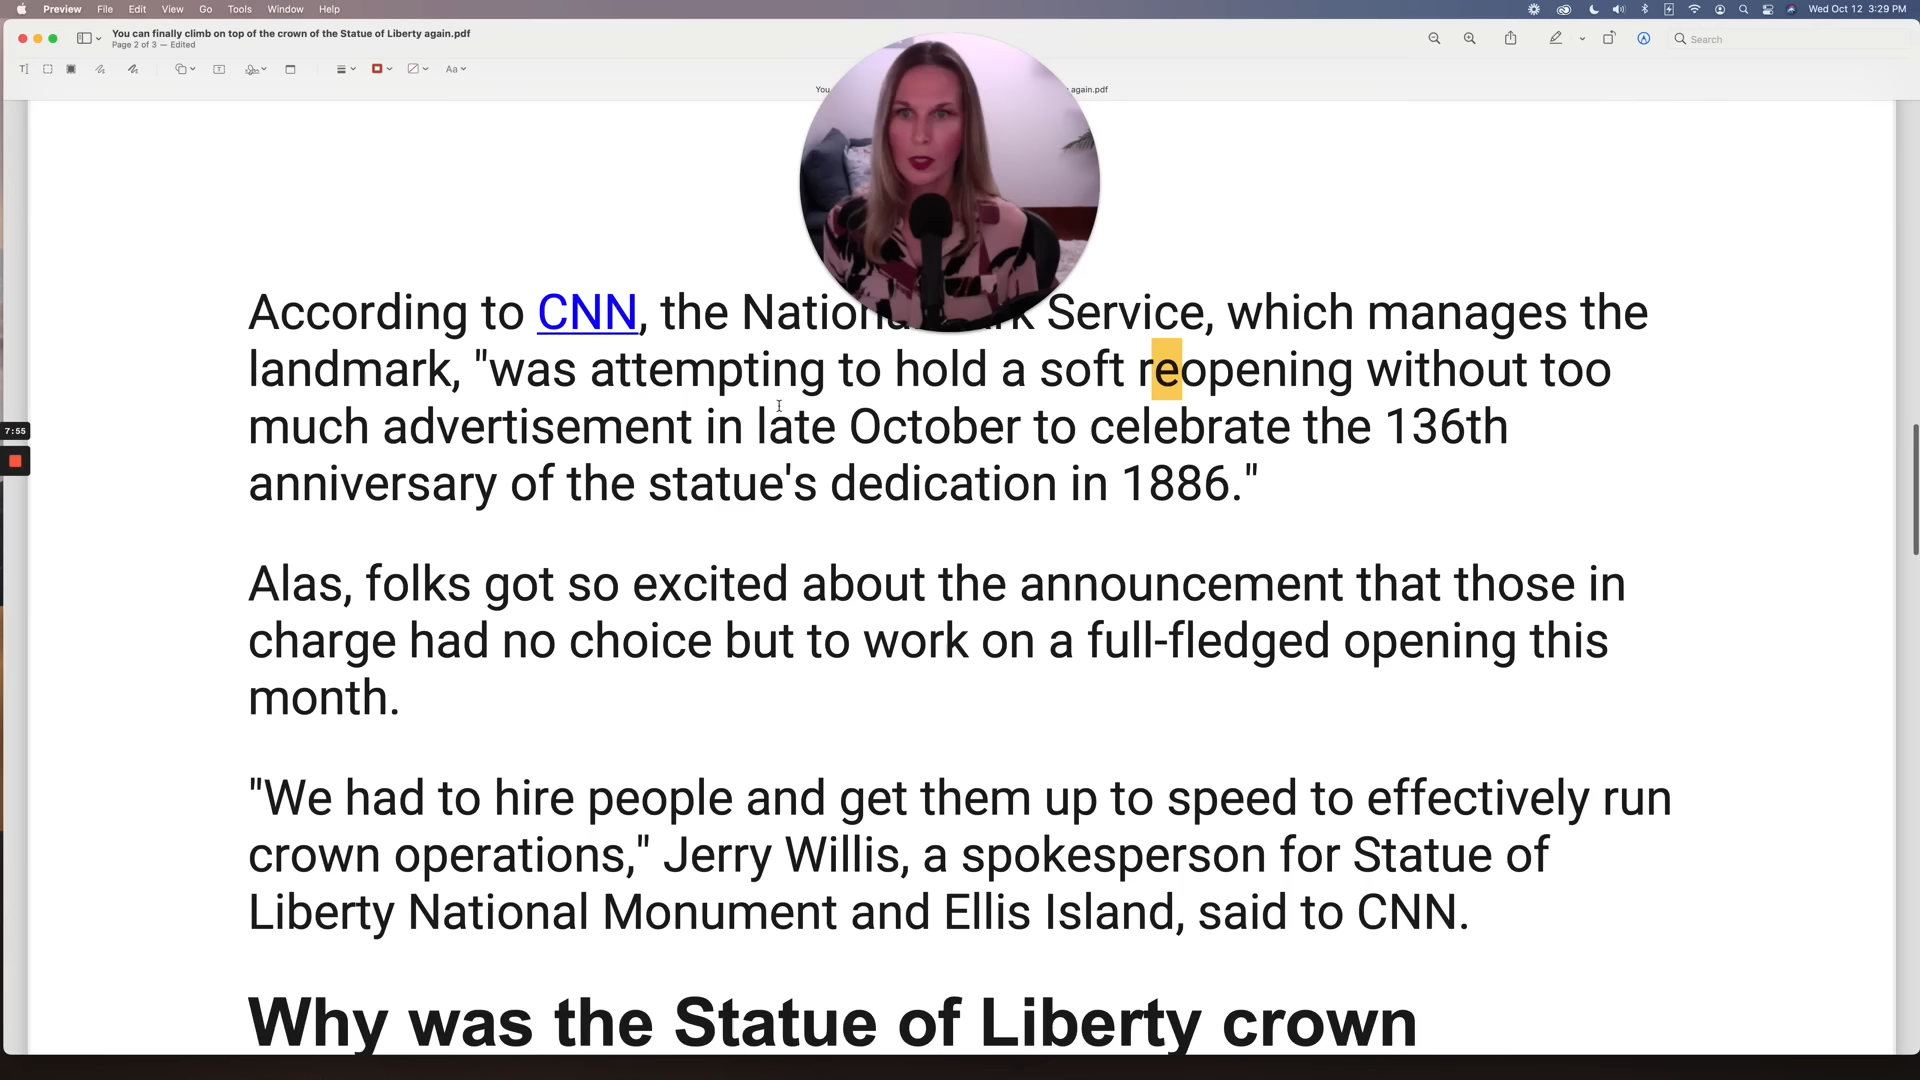 Preview File Edit View Go Tools Window Help Wed Oct 12 3:29 PM
You can finally climb on top of the crown of the Statue of Liberty again.pdf
Page 2 of 3 — Edited
Search
Aa
You again.pdf
According to CNN, the Nation rk Service, which manages the
landmark, "was attempting to hold a soft reopening without too
much advertisement in late October to celebrate the 136th
anniversary of the statue's dedication in 1886."
7:55
Alas, folks got so excited about the announcement that those in
charge had no choice but to work on a full-fledged opening this
month.
"We had to hire people and get them up to speed to effectively run
crown operations," Jerry Willis, a spokesperson for Statue of
Liberty National Monument and Ellis Island, said to CNN.
Why was the Statue of Liberty crown